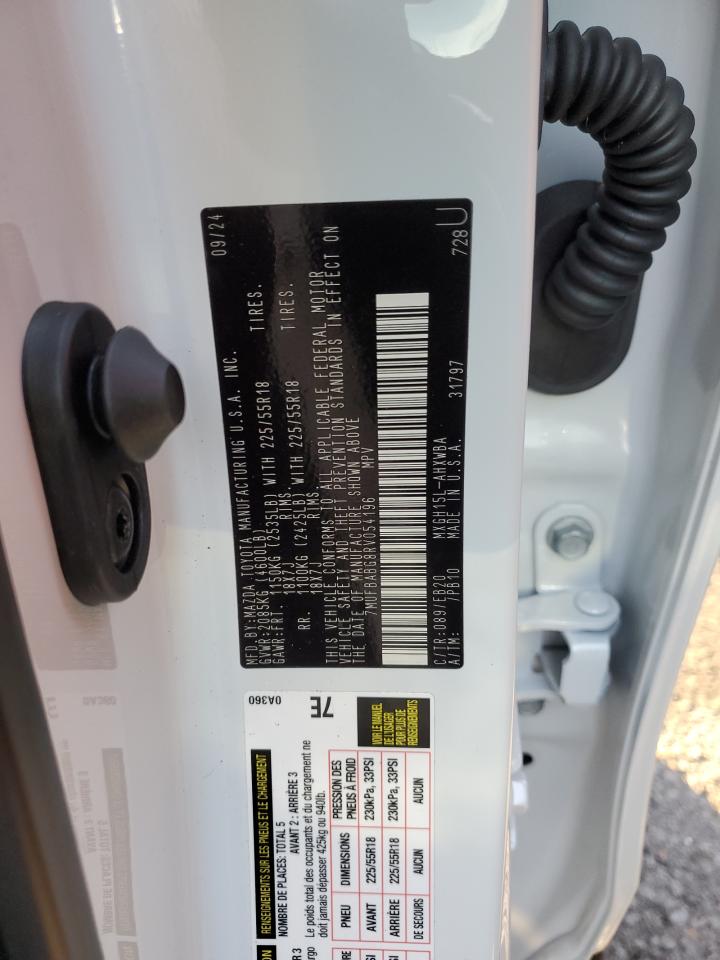 MFD.BY:MAZDA TOYOTA MANUFACTURING U.S.A. INC. 09/24
GVWR:2085KG (4600LB)
GAWR:FRT. 1150KG (2535LB) WITH 225/55R18 TIRES.
18X7J RIMS.
RR. 1100KG (2425LB) WITH 225/55R18 TIRES.
18X7J RIMS.
THIS VEHICLE CONFORMS TO ALL APPLICABLE FEDERAL MOTOR
VEHICLE SAFETY AND THEFT PREVENTION STANDARDS IN EFFECT ON
THE DATE OF MANUFACTURE SHOWN ABOVE
7MUFBABG8RV054196 MPV
C/TR:089/EB20 MXGH15L-AHXWBA
A/TM: /PB10 MADE IN U.S.A. 31797 728U
0A360
7E
RENSEIGNEMENTS SUR LES PNEUS ET LE CHARGEMENT
NOMBRE DE PLACES: TOTAL 5
AVANT 2 : ARRIÈRE 3
Le poids total des occupants et du chargement ne
doit jamais dépasser 425kg ou 940lb.
PNEU DIMENSIONS PRESSION DES PNEUS À FROID
AVANT 225/55R18 230kPa, 33PSI
ARRIÈRE 225/55R18 230kPa, 33PSI
DE SECOURS AUCUN AUCUN
VOIR LE MANUEL
DE L'USAGER
POUR PLUS DE
RENSEIGNEMENTS